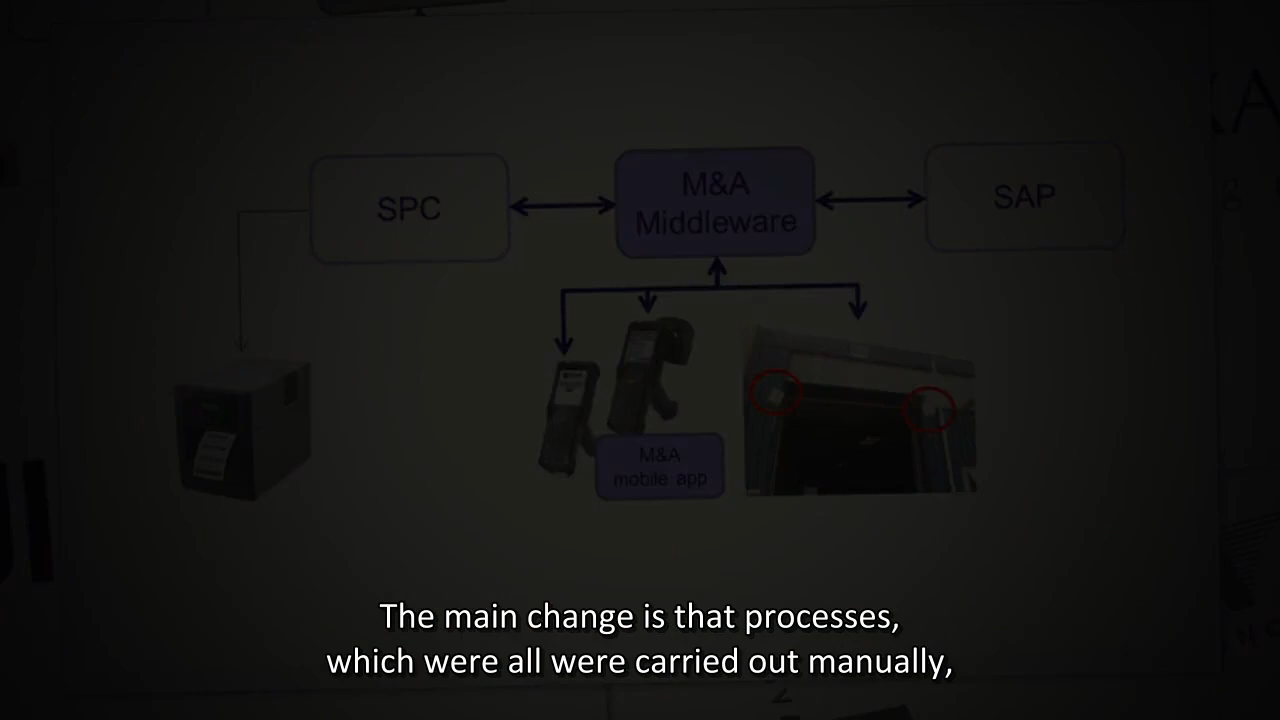 SPC
M&A
Middleware
SAP
M&A
mobile app
The main change is that processes,
which were all were carried out manually,